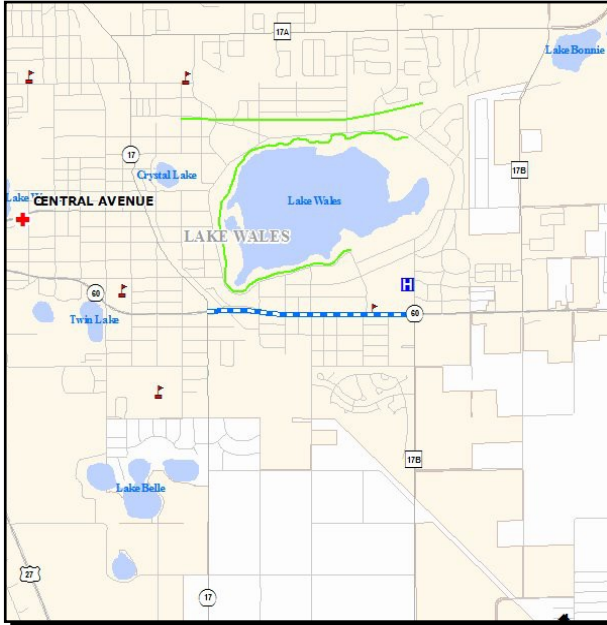 17A
Lake Bonnie
17
17B
Crystal Lake
Lake W
CENTRAL AVENUE
Lake Wales
LAKE WALES
H
60
60
Twin Lake
17B
Lake Belle
27
17